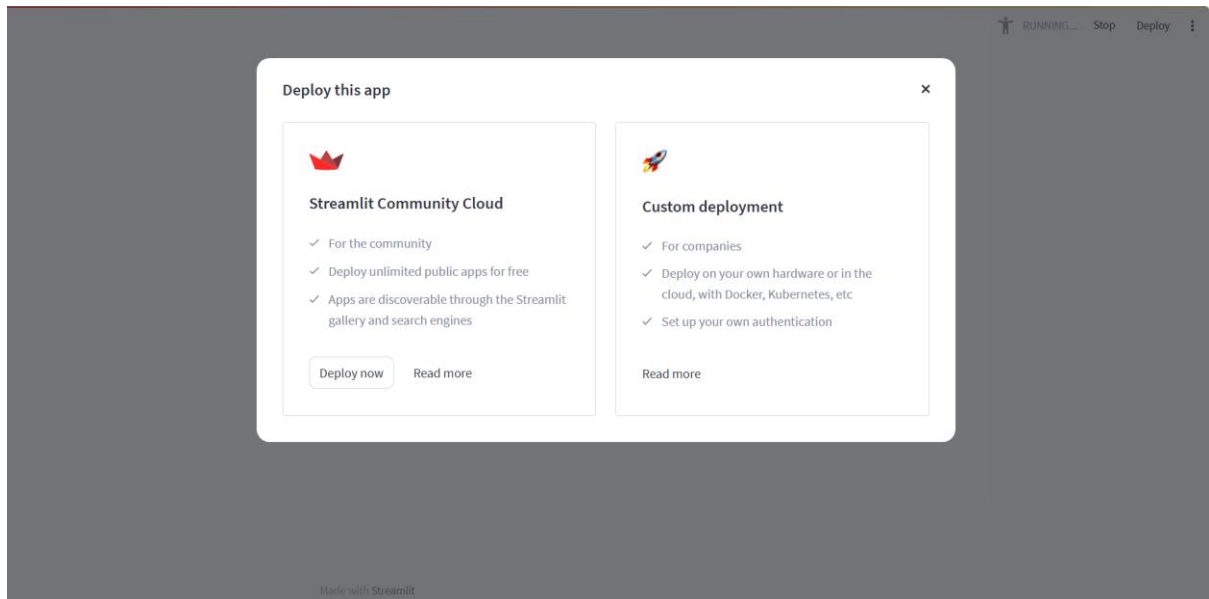 RUNNING... Stop Deploy
Deploy this app
Streamlit Community Cloud
For the community
Deploy unlimited public apps for free
Apps are discoverable through the Streamlit
gallery and search engines
Deploy now Read more
Custom deployment
For companies
Deploy on your own hardware or in the
cloud, with Docker, Kubernetes, etc
Set up your own authentication
Read more
Made with Streamlit